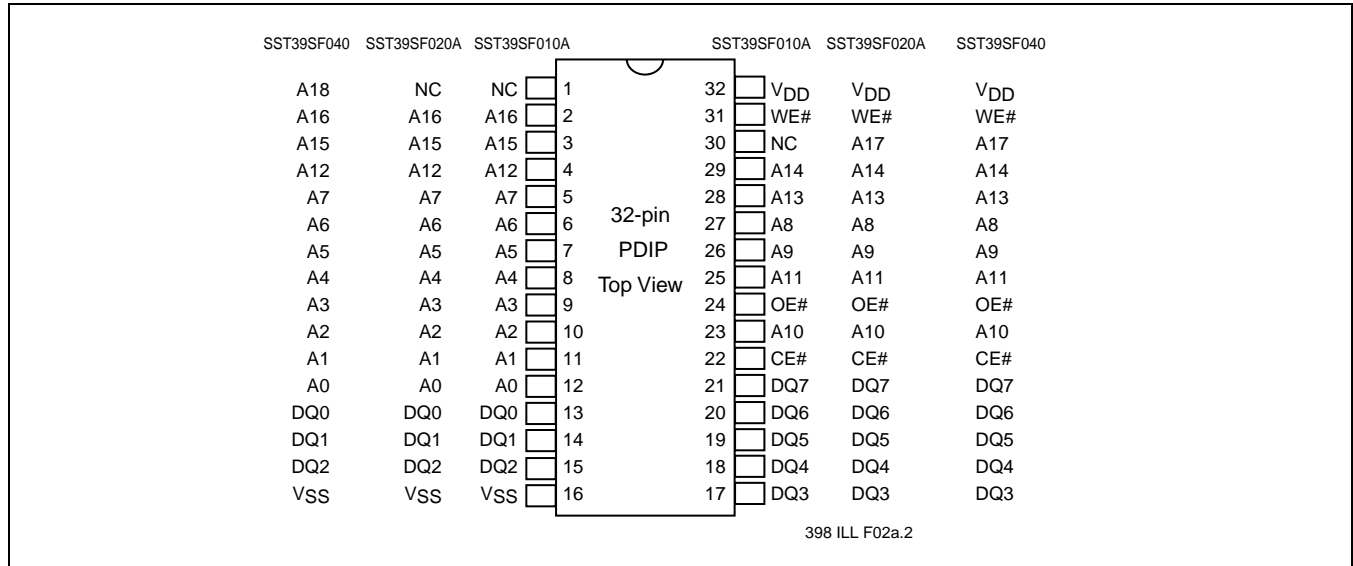 SST39SF040 SST39SF020A SST39SF010A SST39SF010A SST39SF020A SST39SF040
A18 NC NC 1 32 VDD VDD VDD
A16 A16 A16 2 31 WE# WE# WE#
A15 A15 A15 3 30 NC A17 A17
A12 A12 A12 4 29 A14 A14 A14
A7 A7 A7 5 28 A13 A13 A13
A6 A6 A6 6 32-pin 27 A8 A8 A8
A5 A5 A5 7 PDIP 26 A9 A9 A9
A4 A4 A4 8 Top View 25 A11 A11 A11
A3 A3 A3 9 24 OE# OE# OE#
A2 A2 A2 10 23 A10 A10 A10
A1 A1 A1 11 22 CE# CE# CE#
A0 A0 A0 12 21 DQ7 DQ7 DQ7
DQ0 DQ0 DQ0 13 20 DQ6 DQ6 DQ6
DQ1 DQ1 DQ1 14 19 DQ5 DQ5 DQ5
DQ2 DQ2 DQ2 15 18 DQ4 DQ4 DQ4
VSS VSS VSS 16 17 DQ3 DQ3 DQ3
398 ILL F02a.2